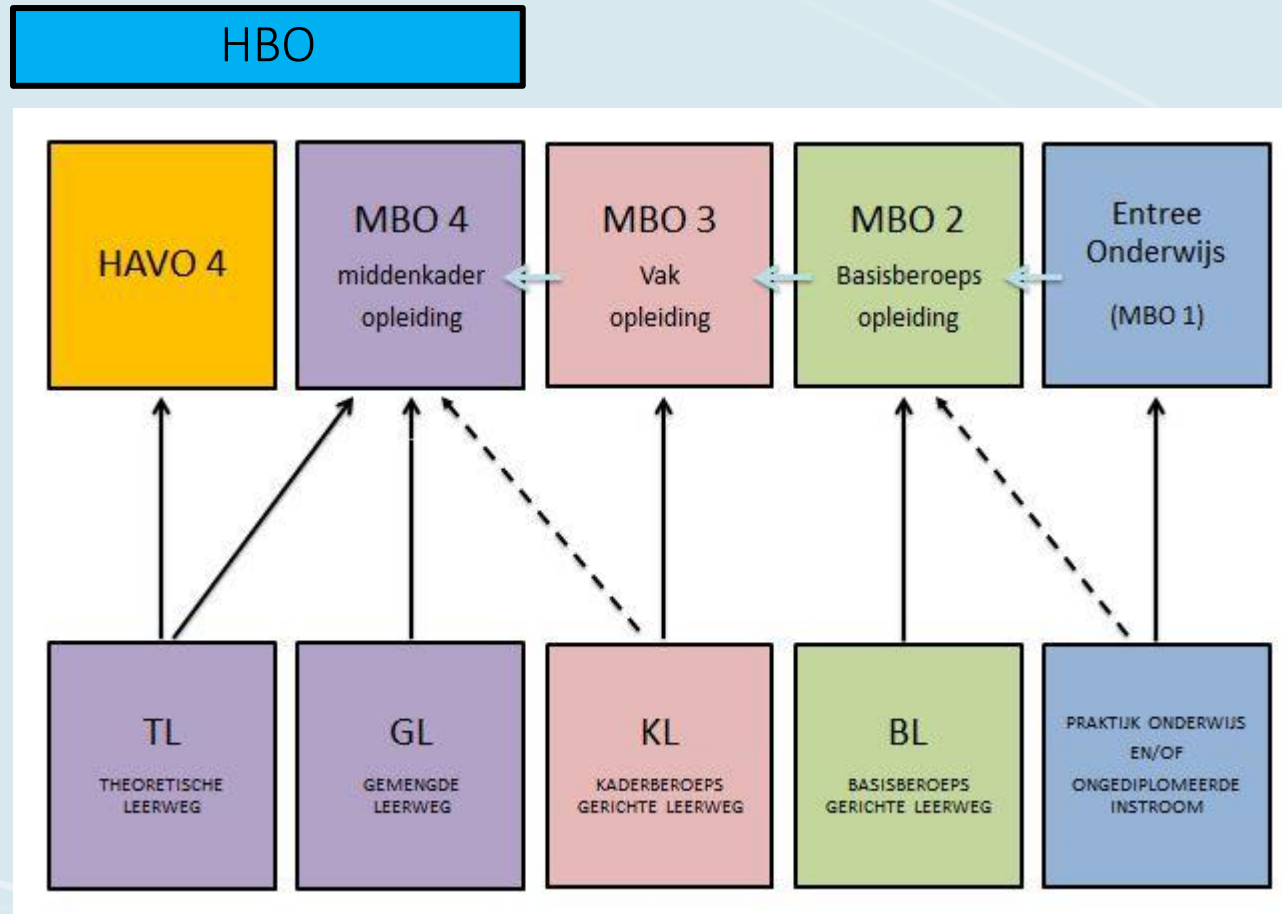 HBO
HAVO 4
MBO 4
middenkader
opleiding
MBO 3
Vak
opleiding
MBO 2
Basisberoeps
opleiding
Entree
Onderwijs
(MBO 1)
TL
THEORETISCHE
LEERWEG
GL
GEMENGDE
LEERWEG
KL
KADERBEROEPS
GERICHTE LEERWEG
BL
BASISBEROEPS
GERICHTE LEERWEG
PRAKTIJK ONDERWIJS
EN/OF
ONGEDIPLOMEERDE
INSTROOM